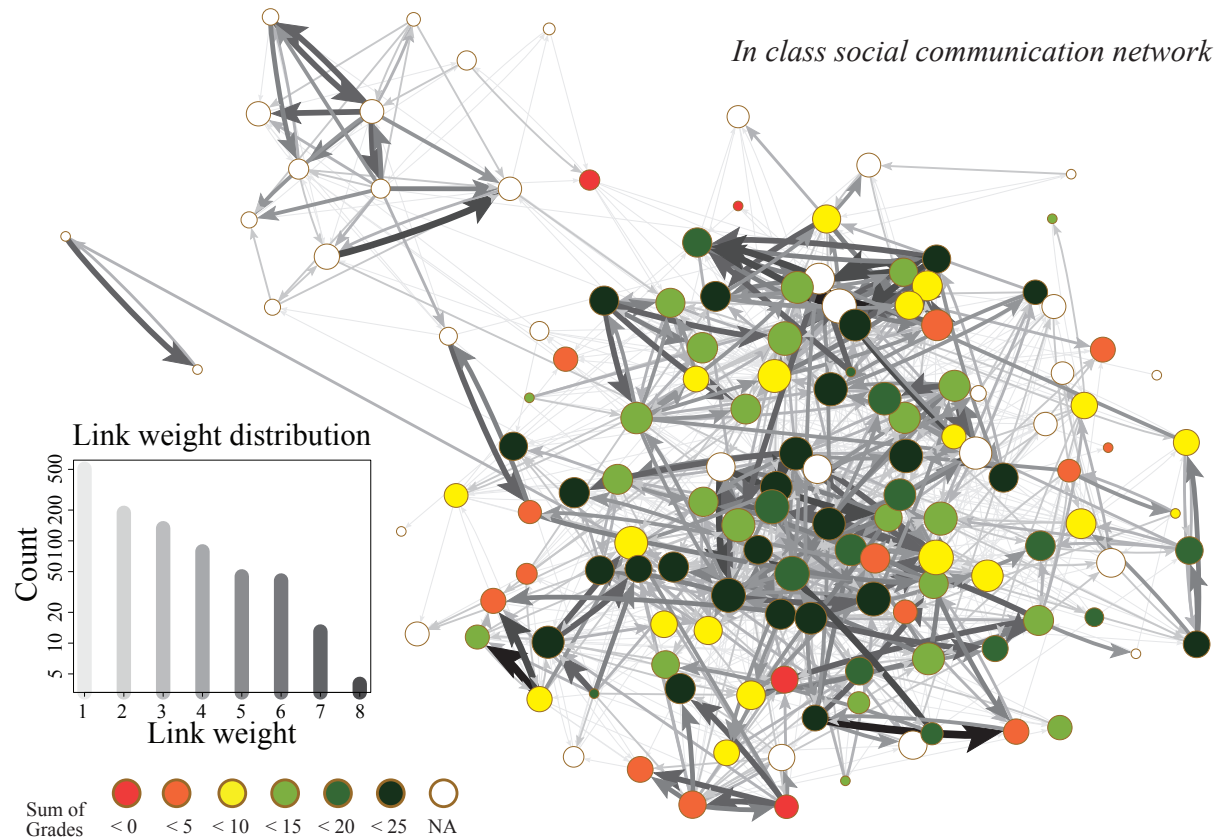 In class social communication network
Link weight distribution
Count
500
200
100
50
20
10
5
1 2 3 4 5 6 7 8
Link weight
Sum of
Grades
< 0 < 5 < 10 < 15 < 20 < 25 NA